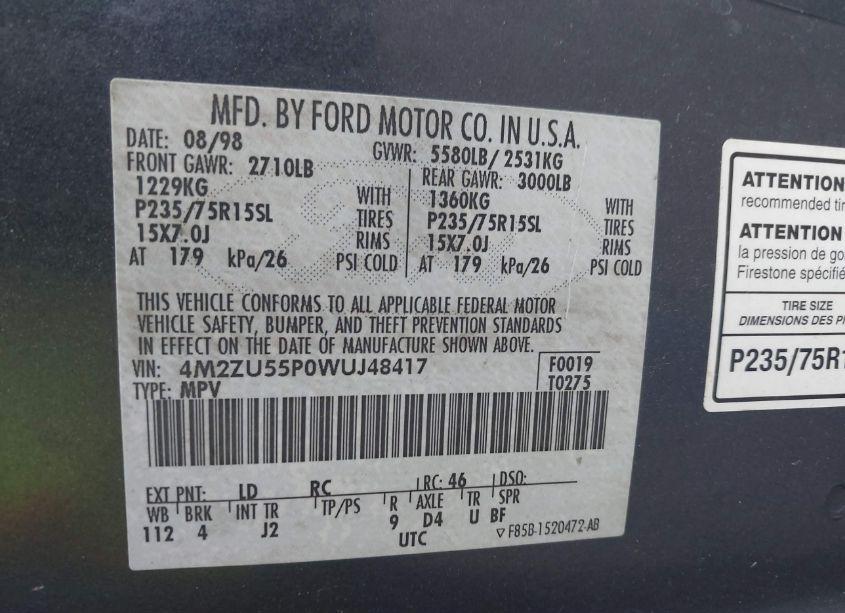 MFD. BY FORD MOTOR CO. IN U.S.A.
DATE: 08/98 GVWR: 5580LB/ 2531KG
FRONT GAWR: 2710LB REAR GAWR: 3000LB
1229KG WITH 1360KG WITH
P235/75R15SL TIRES P235/75R15SL TIRES
15X7.0J RIMS 15X7.0J RIMS
AT 179 kPa/26 PSI COLD AT 179 kPa/26 PSI COLD
THIS VEHICLE CONFORMS TO ALL APPLICABLE FEDERAL MOTOR
VEHICLE SAFETY, BUMPER, AND THEFT PREVENTION STANDARDS
IN EFFECT ON THE DATE OF MANUFACTURE SHOWN ABOVE.
VIN: 4M2ZU55P0WUJ48417 F0019
TYPE: MPV T0275
EXT PNT: LD RC RC: 46 DSO:
WB BRK INT TR TP/PS R AXLE TR SPR
112 4 J2 9 D4 U BF
UTC ▽ F85B-1520472-AB
ATTENTION
recommended tir
ATTENTION
la pression de go
Firestone spécifié
TIRE SIZE
DIMENSIONS DES P
P235/75R1